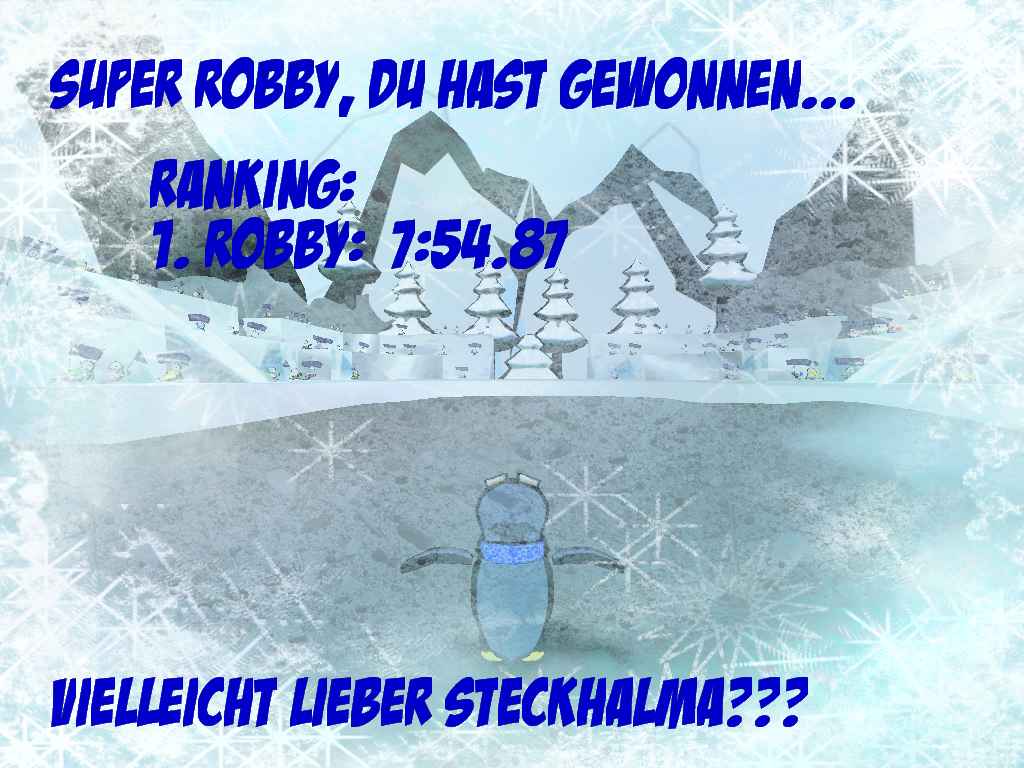 SUPER ROBBY, DU HAST GEWONNEN...
RANKING:
1. ROBBY: 7:54.87
VIELLEICHT LIEBER STECKHALMA???